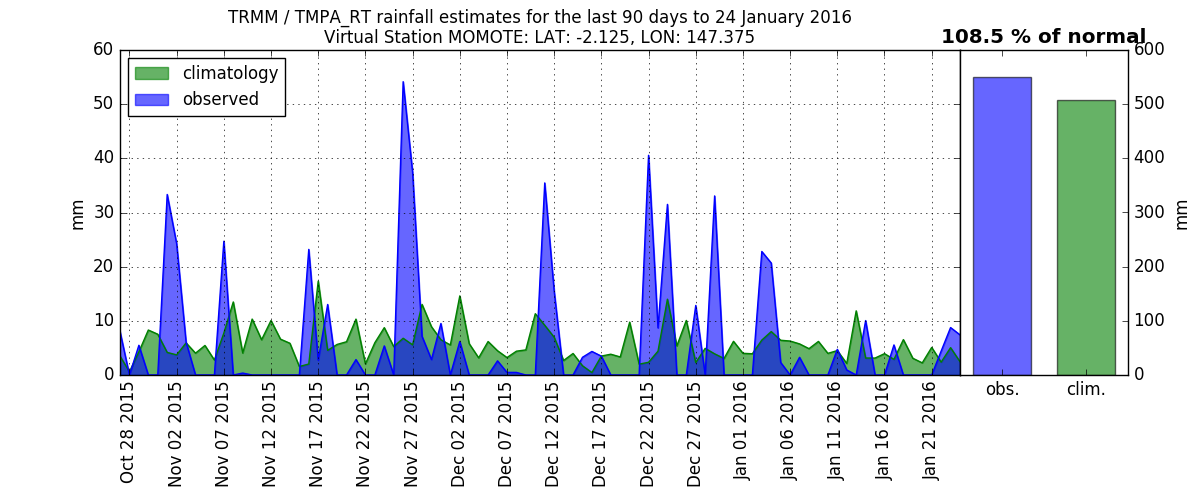 TRMM / TMPA_RT rainfall estimates for the last 90 days to 24 January 2016
Virtual Station MOMOTE: LAT: -2.125, LON: 147.375
108.5 % of normal
climatology
observed
60
50
40
30
20
10
0
mm
Oct 28 2015
Nov 02 2015
Nov 07 2015
Nov 12 2015
Nov 17 2015
Nov 22 2015
Nov 27 2015
Dec 02 2015
Dec 07 2015
Dec 12 2015
Dec 17 2015
Dec 22 2015
Dec 27 2015
Jan 01 2016
Jan 06 2016
Jan 11 2016
Jan 16 2016
Jan 21 2016
obs.
clim.
600
500
400
300
200
100
0
mm